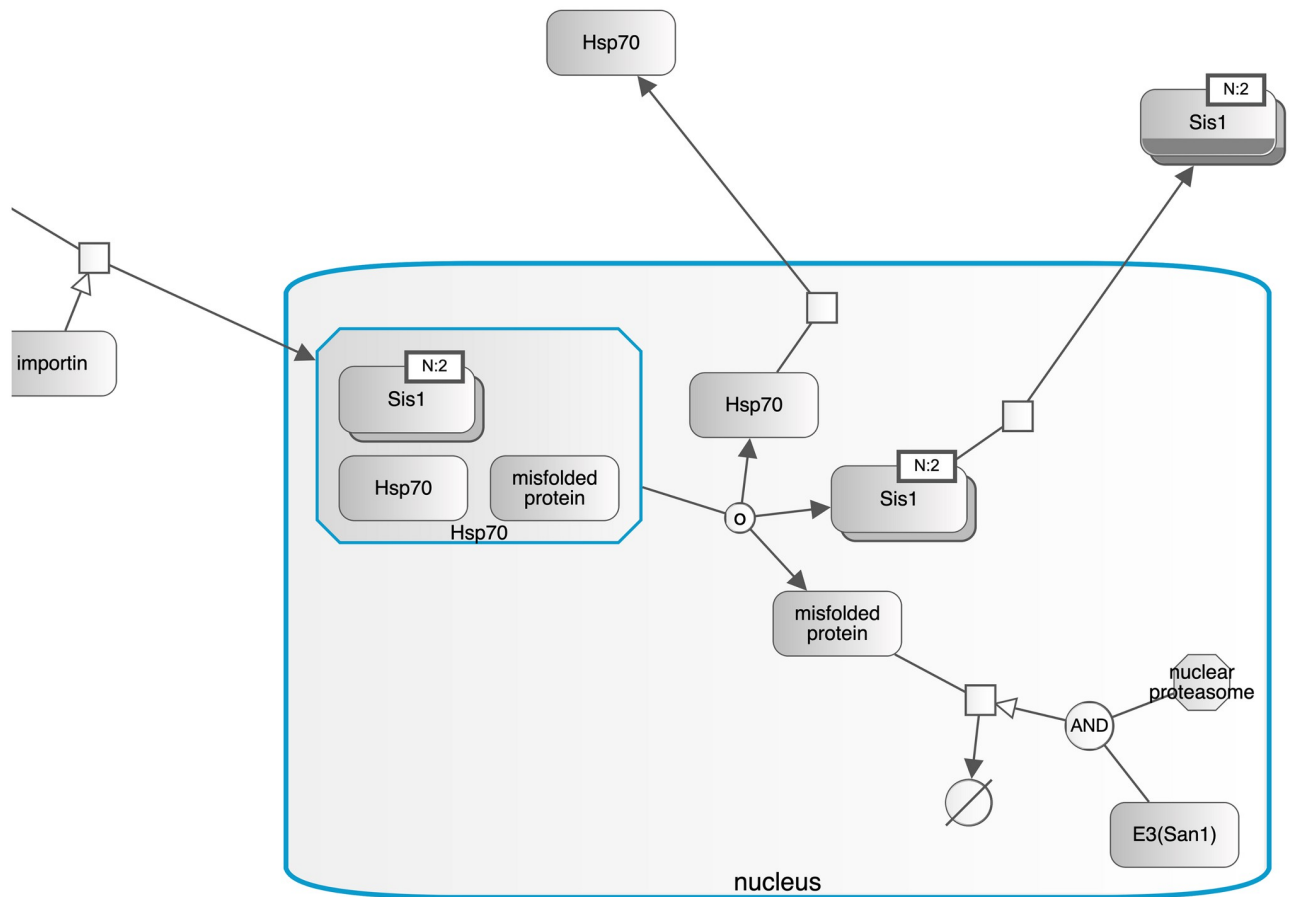 Hsp70
N:2
Sis1
importin
N:2
Sis1
Hsp70
misfolded
protein
Hsp70
Hsp70
N:2
Sis1
O
misfolded
protein
nuclear
proteasome
AND
E3(San1)
nucleus